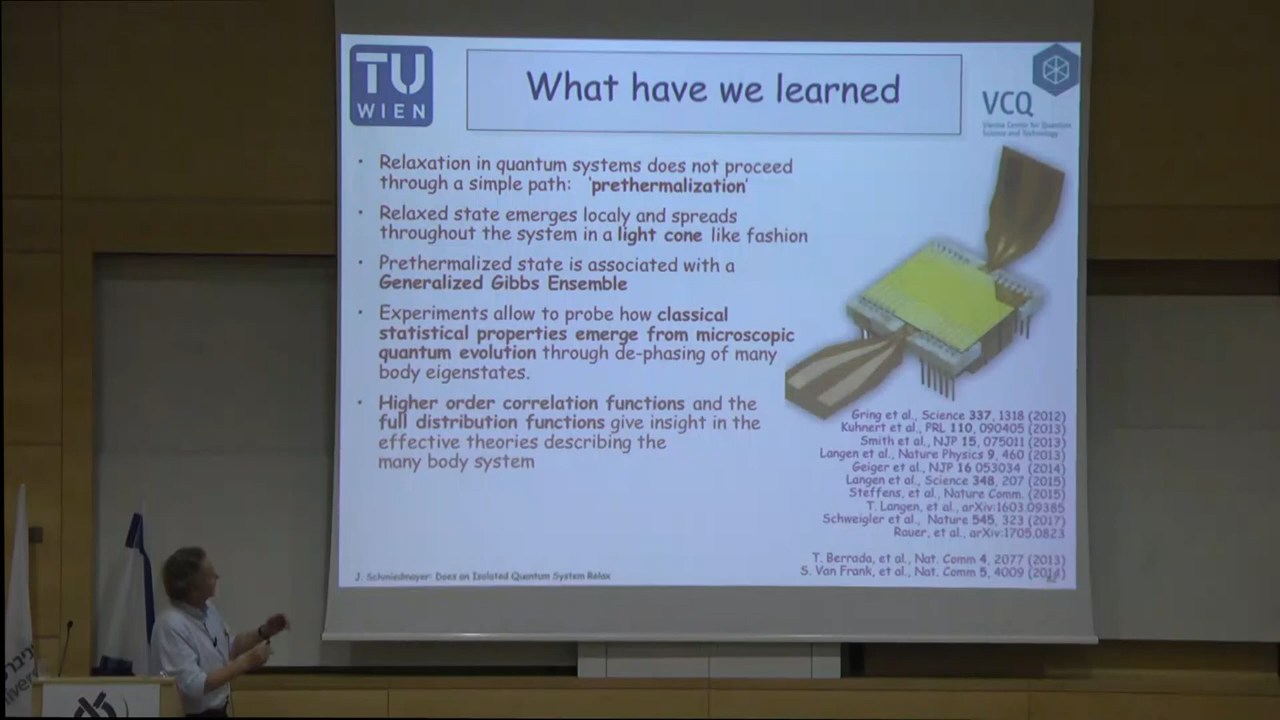 TU
WIEN
What have we learned
VCQ
Vienna Center for Quantum
Science and Technology
• Relaxation in quantum systems does not proceed
through a simple path: 'prethermalization'
• Relaxed state emerges localy and spreads
throughout the system in a light cone like fashion
• Prethermalized state is associated with a
Generalized Gibbs Ensemble
• Experiments allow to probe how classical
statistical properties emerge from microscopic
quantum evolution through de-phasing of many
body eigenstates.
• Higher order correlation functions and the
full distribution functions give insight in the
effective theories describing the
many body system
Gring et al., Science 337, 1318 (2012)
Kuhnert et al., PRL 110, 090405 (2013)
Smith et al., NJP 15, 075011 (2013)
Langen et al., Nature Physics 9, 460 (2013)
Geiger et al., NJP 16 053034 (2014)
Langen et al., Science 348, 207 (2015)
Steffens, et al., Nature Comm. (2015)
T. Langen, et al., arXiv:1603.09385
Schweigler et al., Nature 545, 323 (2017)
Rauer, et al., arXiv:1705.0823
T. Berrada, et al., Nat. Comm 4, 2077 (2013)
S. Van Frank, et al., Nat. Comm 5, 4009 (2014)
J. Schmiedmayer: Does an Isolated Quantum System Relax